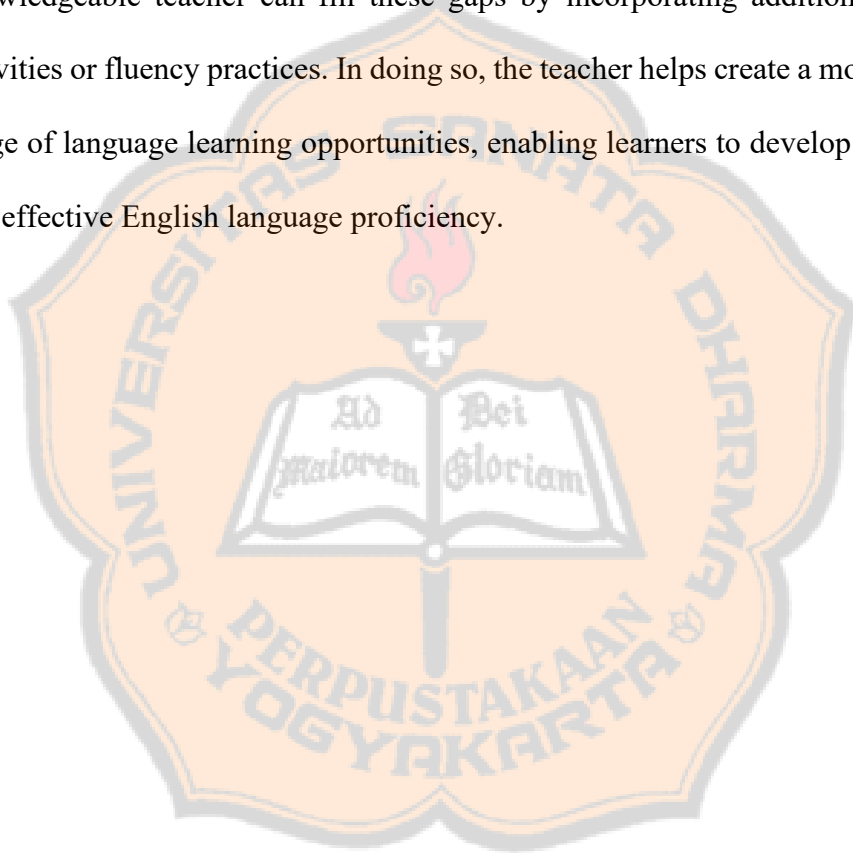 wledgeable teacher can fill these gaps by incorporating addition
vities or fluency practices. In doing so, the teacher helps create a mo
ge of language learning opportunities, enabling learners to develop
effective English language proficiency.
UNIVERSITAS SANATA DHARMA
Ad Dei
Maiorem Gloriam
PERPUSTAKAAN
YOGYAKARTA